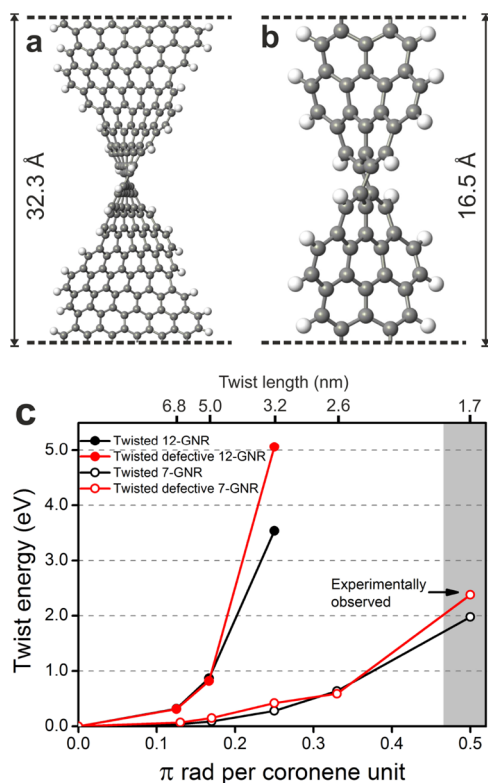 a
b
32.3 Å
16.5 Å
Twist length (nm)
6.8
5.0
3.2
2.6
1.7
c
Twisted 12-GNR
Twisted defective 12-GNR
Twisted 7-GNR
Twisted defective 7-GNR
Experimentally
observed
Twist energy (eV)
5.0
4.0
3.0
2.0
1.0
0.0
0.0
0.1
0.2
0.3
0.4
0.5
π rad per coronene unit